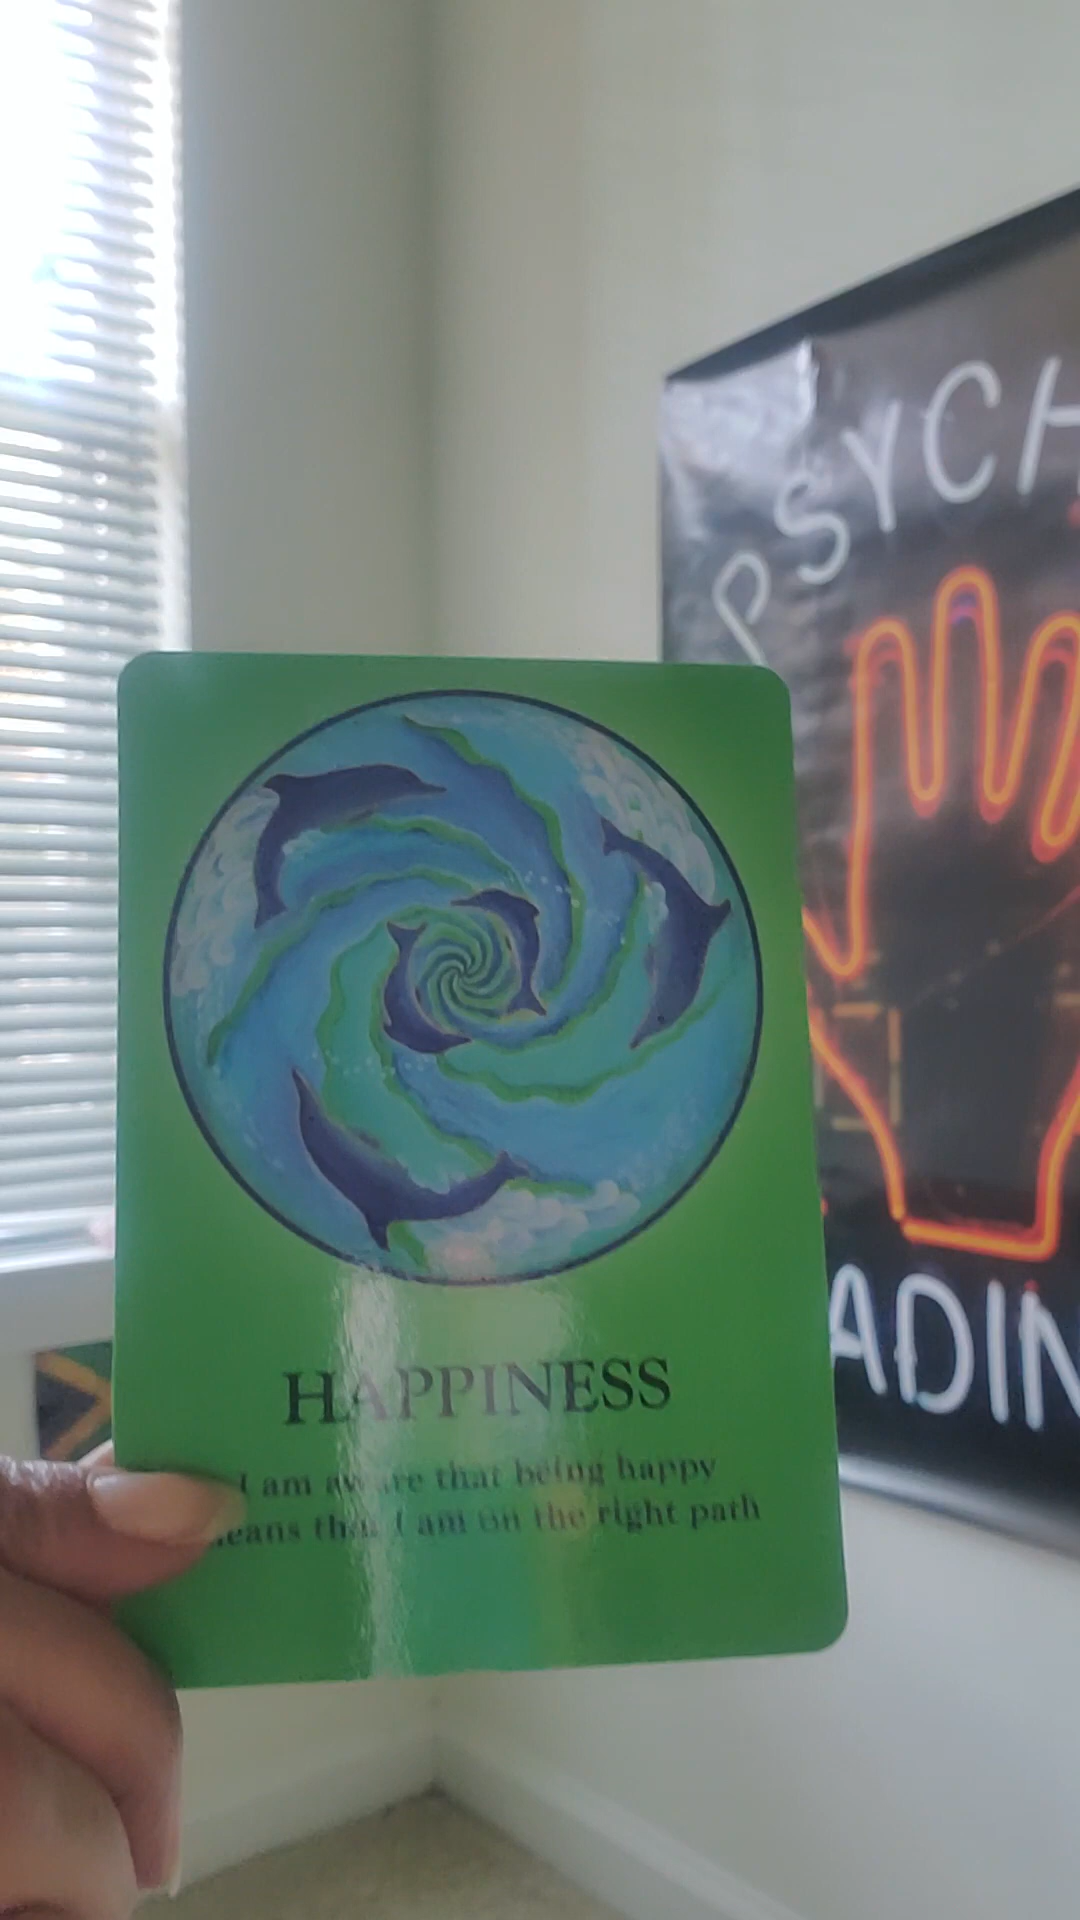 PSYCH
ADIN
HAPPINESS
I am aware that being happy
means that I am on the right path